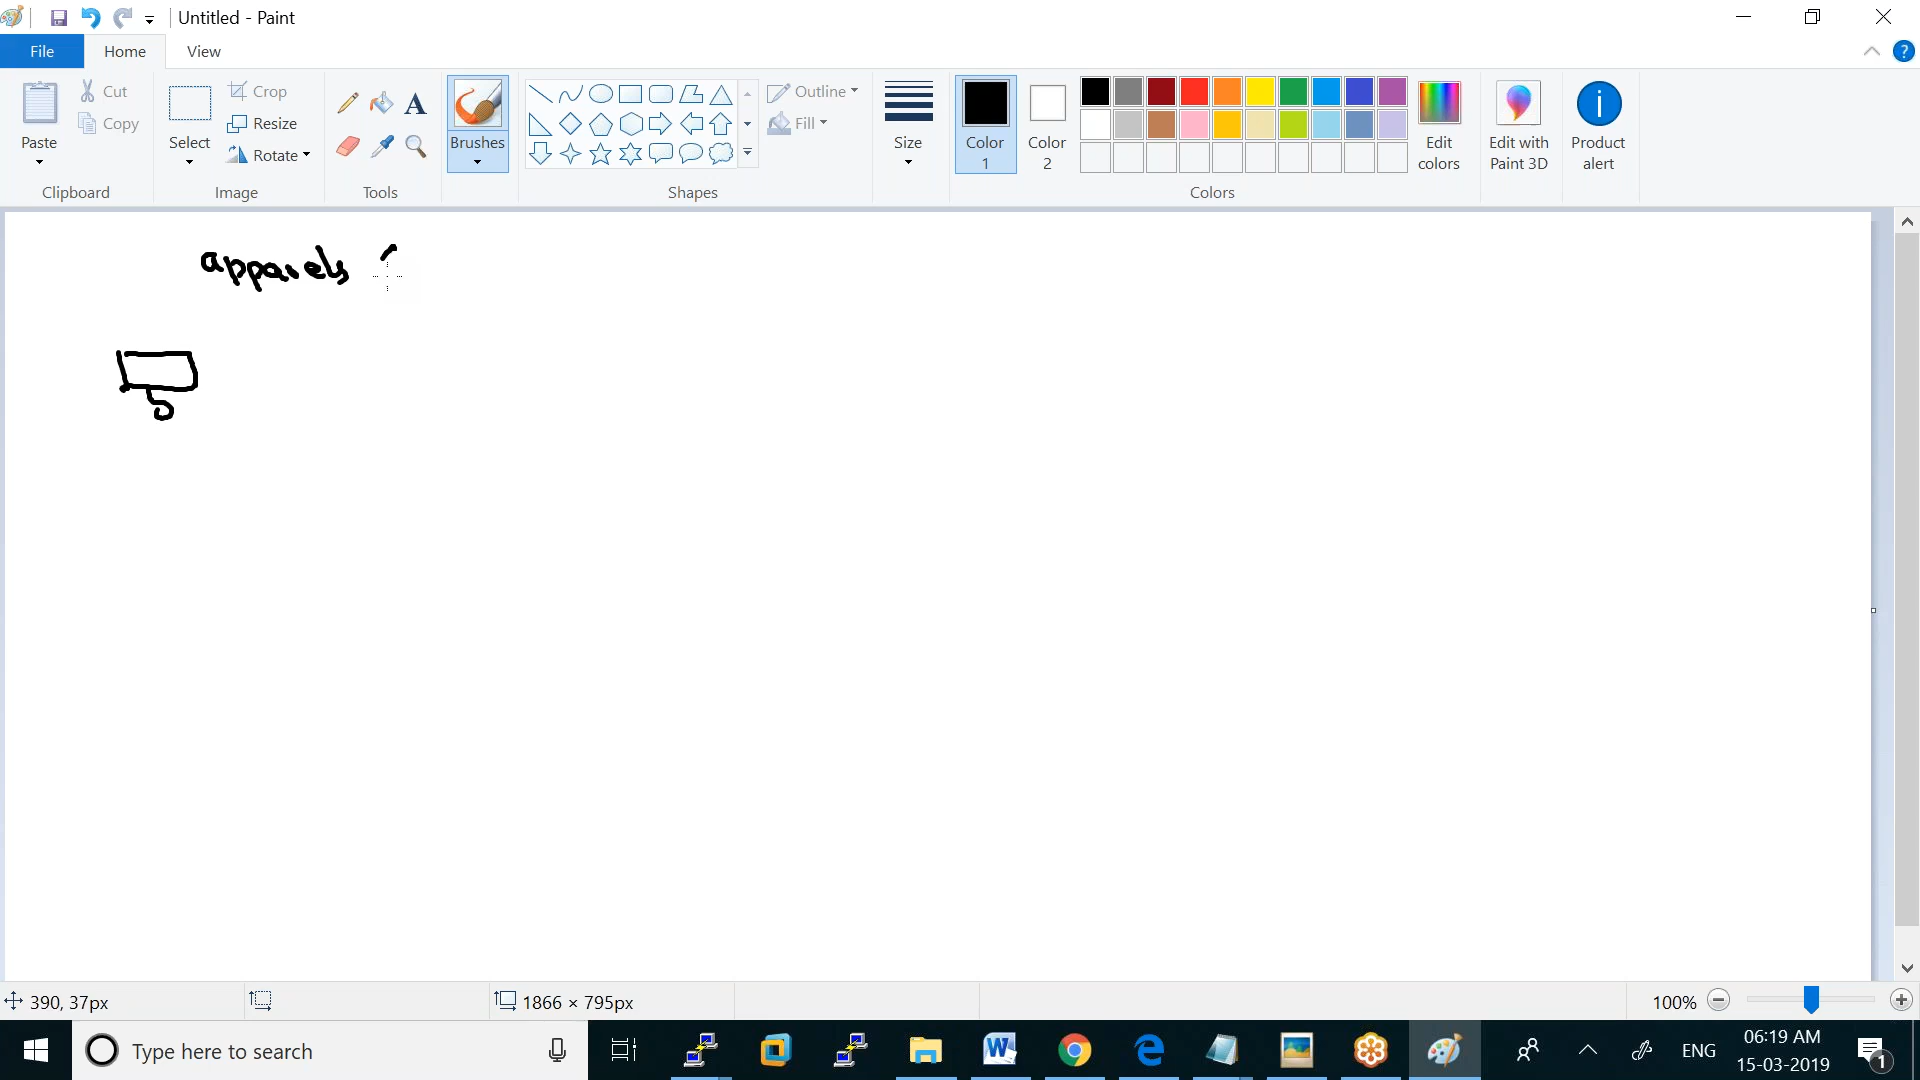 Untitled - Paint
File Home View
Paste
Cut
Copy
Clipboard
Select
Crop
Resize
Rotate
Image
A
Tools
Brushes
Shapes
Outline
Fill
Size
Color 1
Color 2
Edit colors
Colors
Edit with Paint 3D
Product alert
apparels
390, 37px
1866 × 795px
100%
Type here to search
ENG
06:19 AM
15-03-2019
1